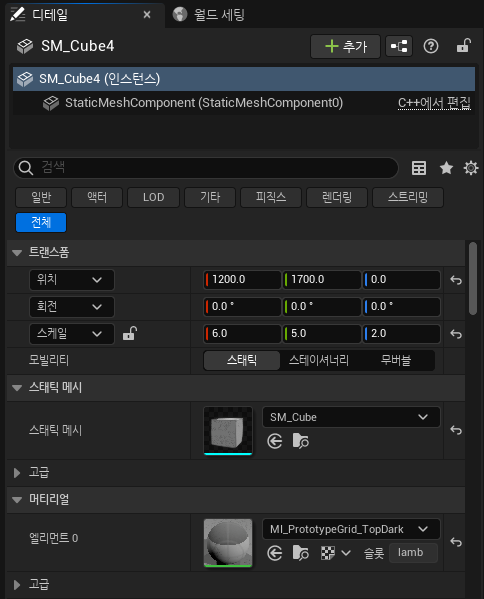 디테일 × 월드 세팅
SM_Cube4 + 추가
SM_Cube4 (인스턴스)
StaticMeshComponent (StaticMeshComponent0) C++에서 편집
검색
일반 액터 LOD 기타 피직스 렌더링 스트리밍
전체
트랜스폼
위치 1200.0 1700.0 0.0
회전 0.0 ° 0.0 ° 0.0 °
스케일 6.0 5.0 2.0
모빌리티 스태틱 스테이셔너리 무버블
스태틱 메시
스태틱 메시 SM_Cube
고급
머티리얼
엘리먼트 0 MI_PrototypeGrid_TopDark
슬롯 lamb
고급